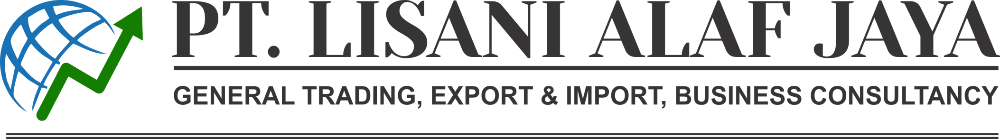 PT. LISANI ALAF JAYA
GENERAL TRADING, EXPORT & IMPORT, BUSINESS CONSULTANCY